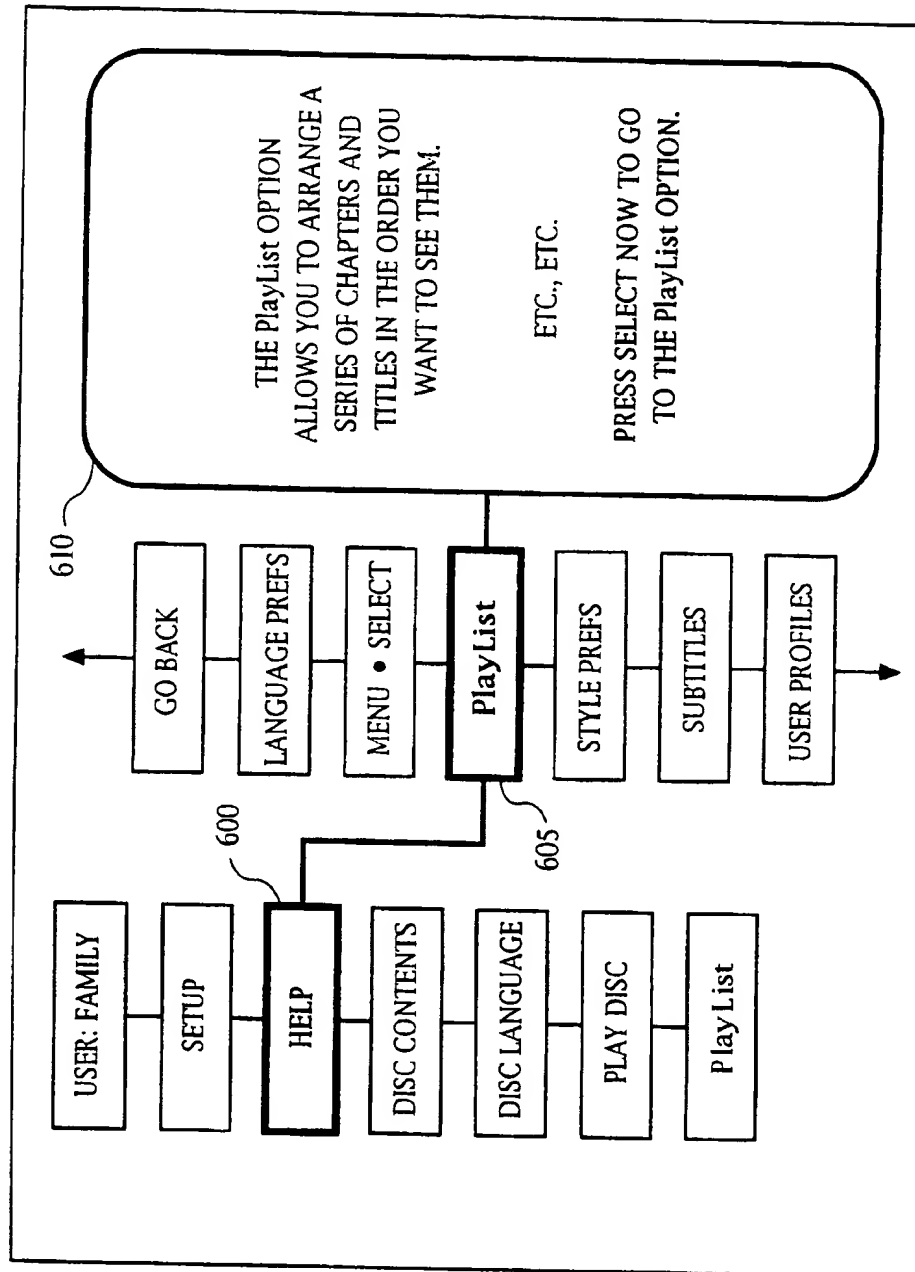 USER: FAMILY
SETUP
HELP
DISC CONTENTS
DISC LANGUAGE
PLAY DISC
PlayList
600
GO BACK
LANGUAGE PREFS
MENU • SELECT
PlayList
STYLE PREFS
SUBTITLES
USER PROFILES
605
610
THE PlayList OPTION
ALLOWS YOU TO ARRANGE A
SERIES OF CHAPTERS AND
TITLES IN THE ORDER YOU
WANT TO SEE THEM.
ETC., ETC.
PRESS SELECT NOW TO GO
TO THE PlayList OPTION.